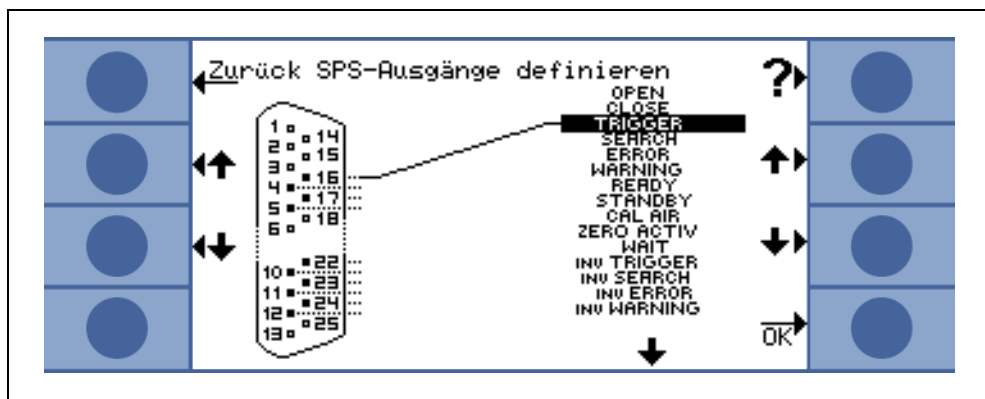 Zurück SPS-Ausgänge definieren
?
OPEN
CLOSE
TRIGGER
SEARCH
ERROR
WARNING
READY
STANDBY
CAL AIR
ZERO ACTIV
WAIT
INV TRIGGER
INV SEARCH
INV ERROR
INV WARNING
1
14
2
15
3
16
4
17
5
18
6
22
10
23
11
24
12
25
13
OK